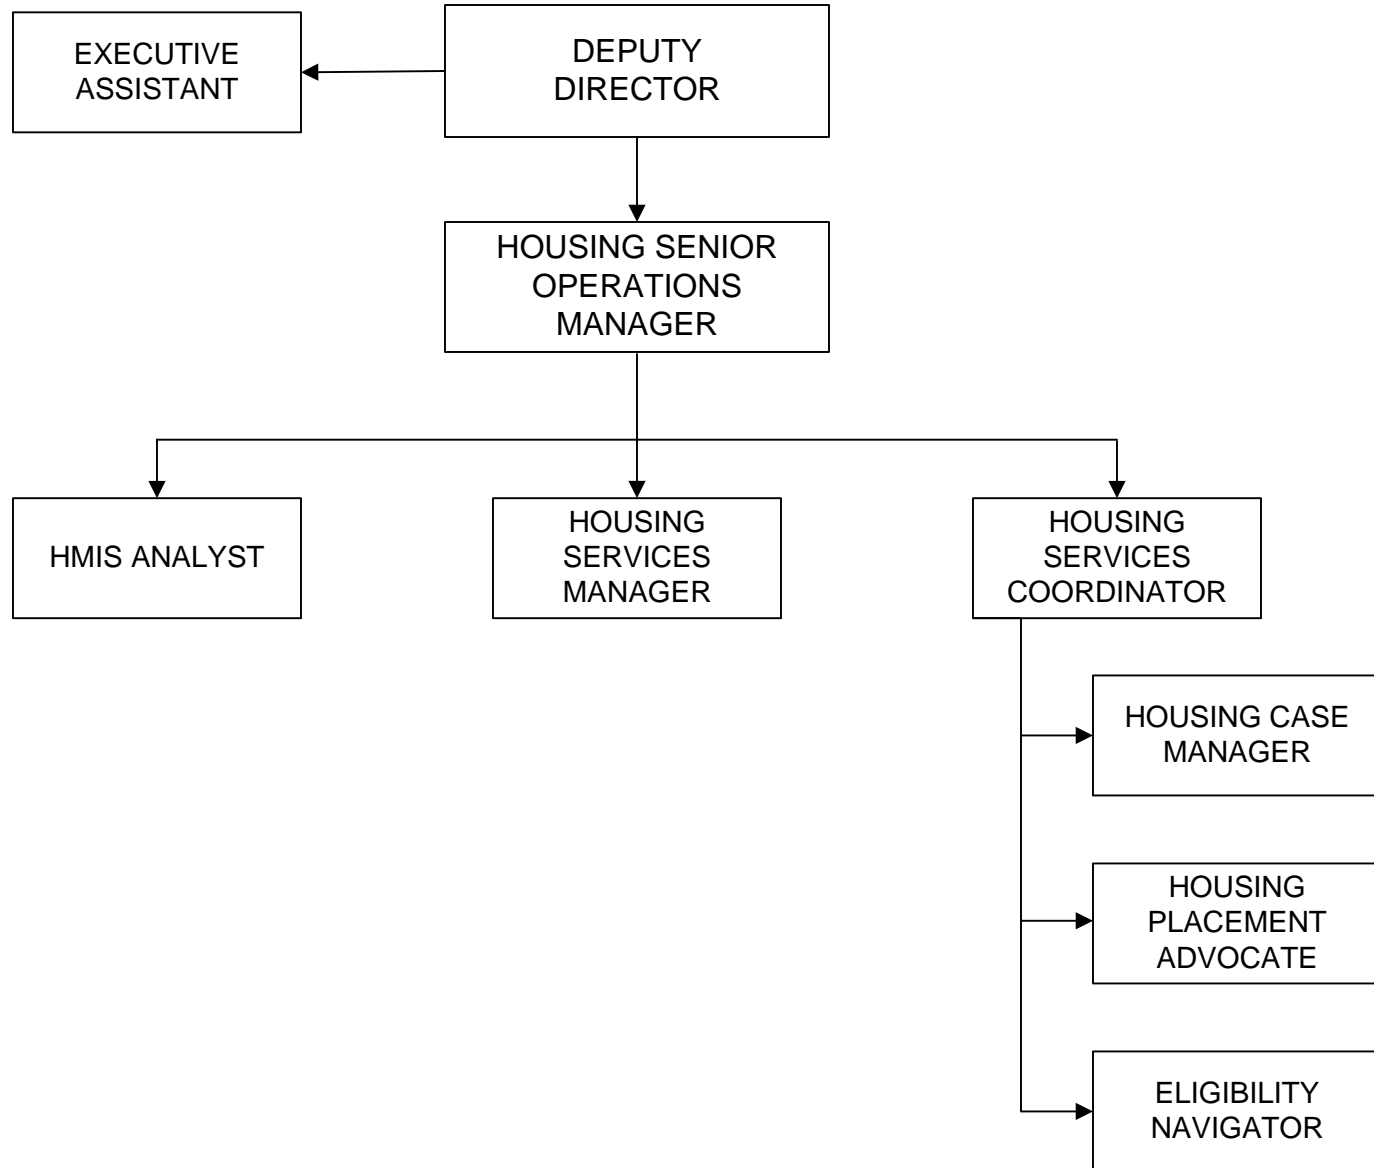 EXECUTIVE
ASSISTANT
DEPUTY
DIRECTOR
HOUSING SENIOR
OPERATIONS
MANAGER
HMIS ANALYST
HOUSING
SERVICES
MANAGER
HOUSING
SERVICES
COORDINATOR
HOUSING CASE
MANAGER
HOUSING
PLACEMENT
ADVOCATE
ELIGIBILITY
NAVIGATOR